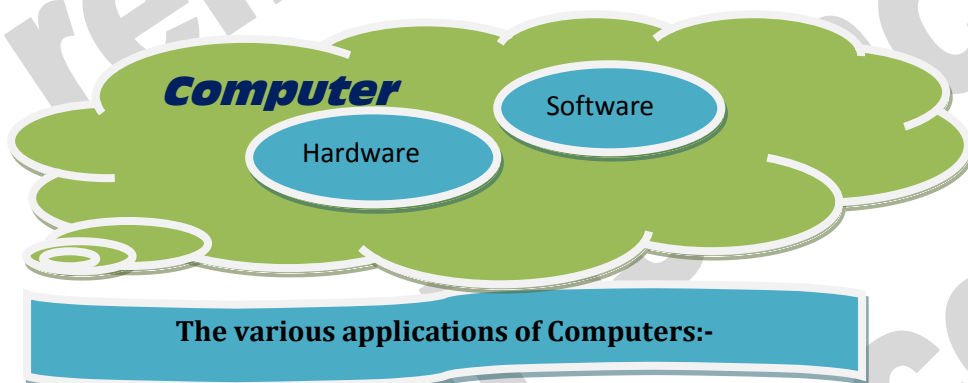 Computer
Software
Hardware
The various applications of Computers:-